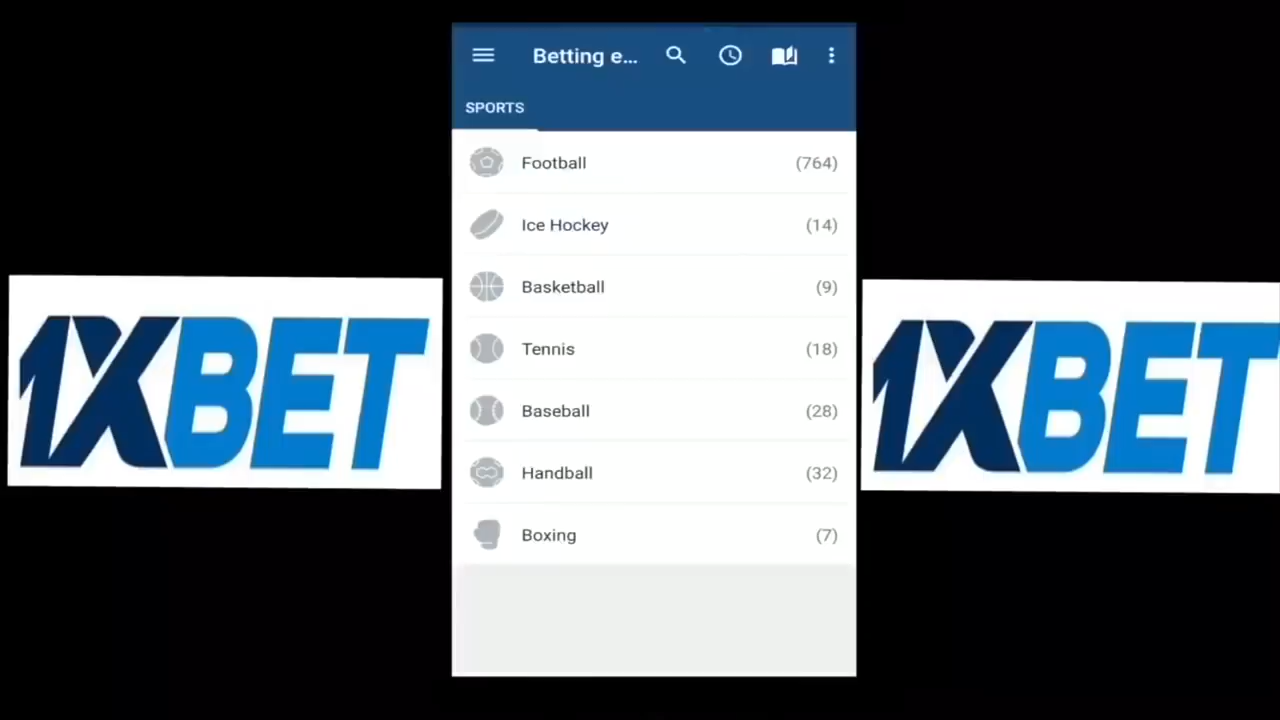 Betting e...
SPORTS
Football (764)
Ice Hockey (14)
Basketball (9)
Tennis (18)
Baseball (28)
Handball (32)
Boxing (7)
1XBET
1XBET